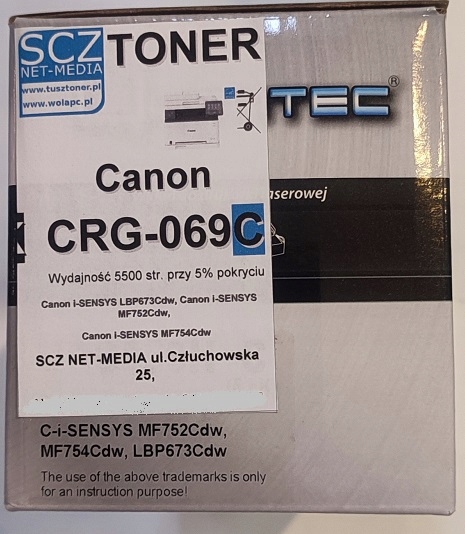 SCZ TONER
NET-MEDIA
www.tusztoner.pl
www.wolapc.pl
TEC®
Canon
aserowej
CRG-069C
Wydajność 5500 str. przy 5% pokryciu
Canon i-SENSYS LBP673Cdw, Canon i-SENSYS
MF752Cdw,
Canon i-SENSYS MF754Cdw
SCZ NET-MEDIA ul.Człuchowska
25,
C-i-SENSYS MF752Cdw,
MF754Cdw, LBP673Cdw
The use of the above trademarks is only
for an instruction purpose!